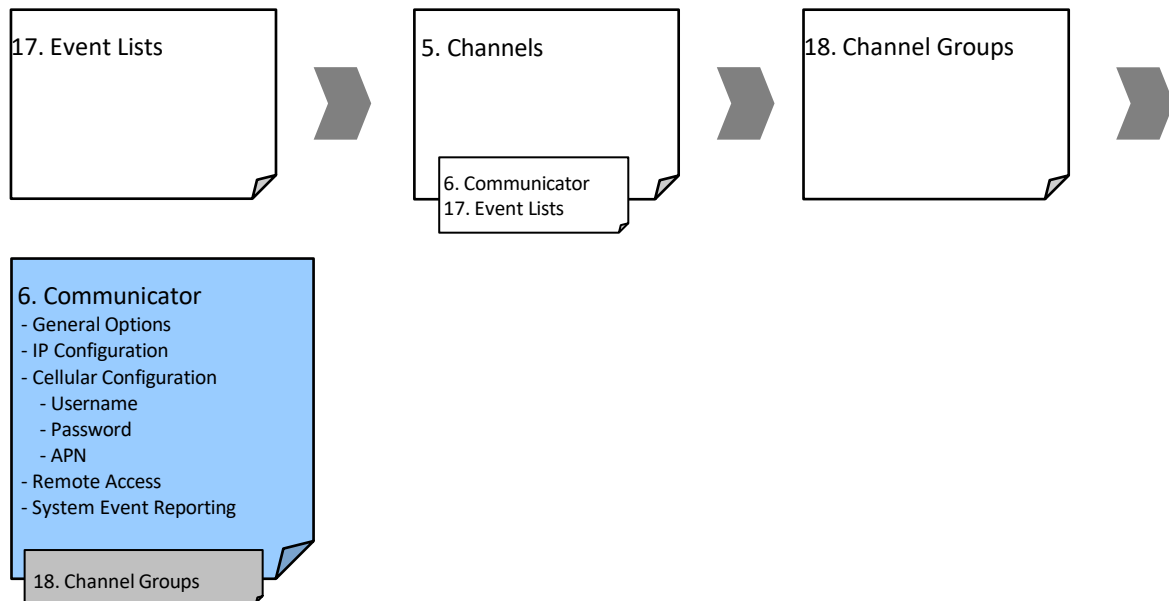 17. Event Lists
5. Channels
6. Communicator
17. Event Lists
18. Channel Groups
6. Communicator
- General Options
- IP Configuration
- Cellular Configuration
- Username
- Password
- APN
- Remote Access
- System Event Reporting
18. Channel Groups